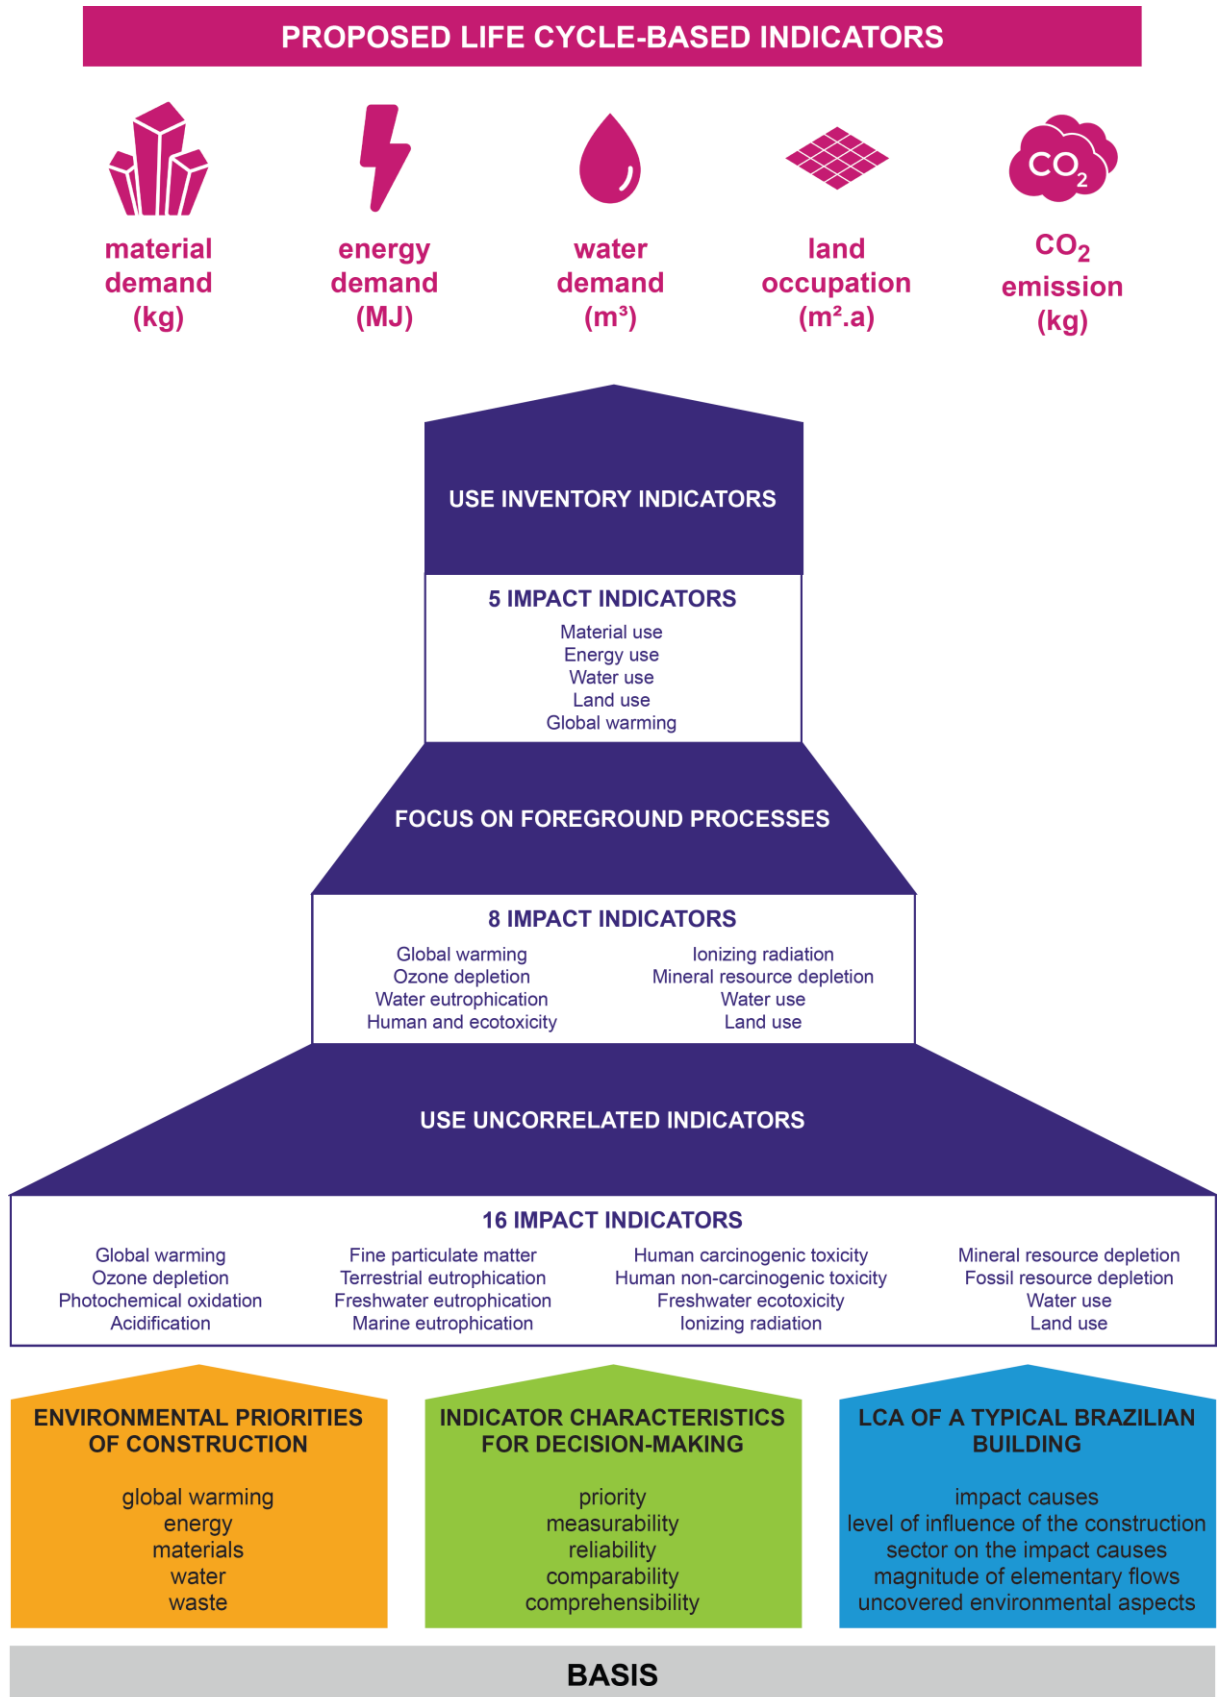 PROPOSED LIFE CYCLE-BASED INDICATORS
material
demand
(kg)
energy
demand
(MJ)
water
demand
(m³)
land
occupation
(m².a)
CO₂
CO₂
emission
(kg)
USE INVENTORY INDICATORS
5 IMPACT INDICATORS
Material use
Energy use
Water use
Land use
Global warming
FOCUS ON FOREGROUND PROCESSES
8 IMPACT INDICATORS
Global warming
Ozone depletion
Water eutrophication
Human and ecotoxicity
Ionizing radiation
Mineral resource depletion
Water use
Land use
USE UNCORRELATED INDICATORS
16 IMPACT INDICATORS
Global warming
Ozone depletion
Photochemical oxidation
Acidification
Fine particulate matter
Terrestrial eutrophication
Freshwater eutrophication
Marine eutrophication
Human carcinogenic toxicity
Human non-carcinogenic toxicity
Freshwater ecotoxicity
Ionizing radiation
Mineral resource depletion
Fossil resource depletion
Water use
Land use
ENVIRONMENTAL PRIORITIES
OF CONSTRUCTION
global warming
energy
materials
water
waste
INDICATOR CHARACTERISTICS
FOR DECISION-MAKING
priority
measurability
reliability
comparability
comprehensibility
LCA OF A TYPICAL BRAZILIAN
BUILDING
impact causes
level of influence of the construction
sector on the impact causes
magnitude of elementary flows
uncovered environmental aspects
BASIS